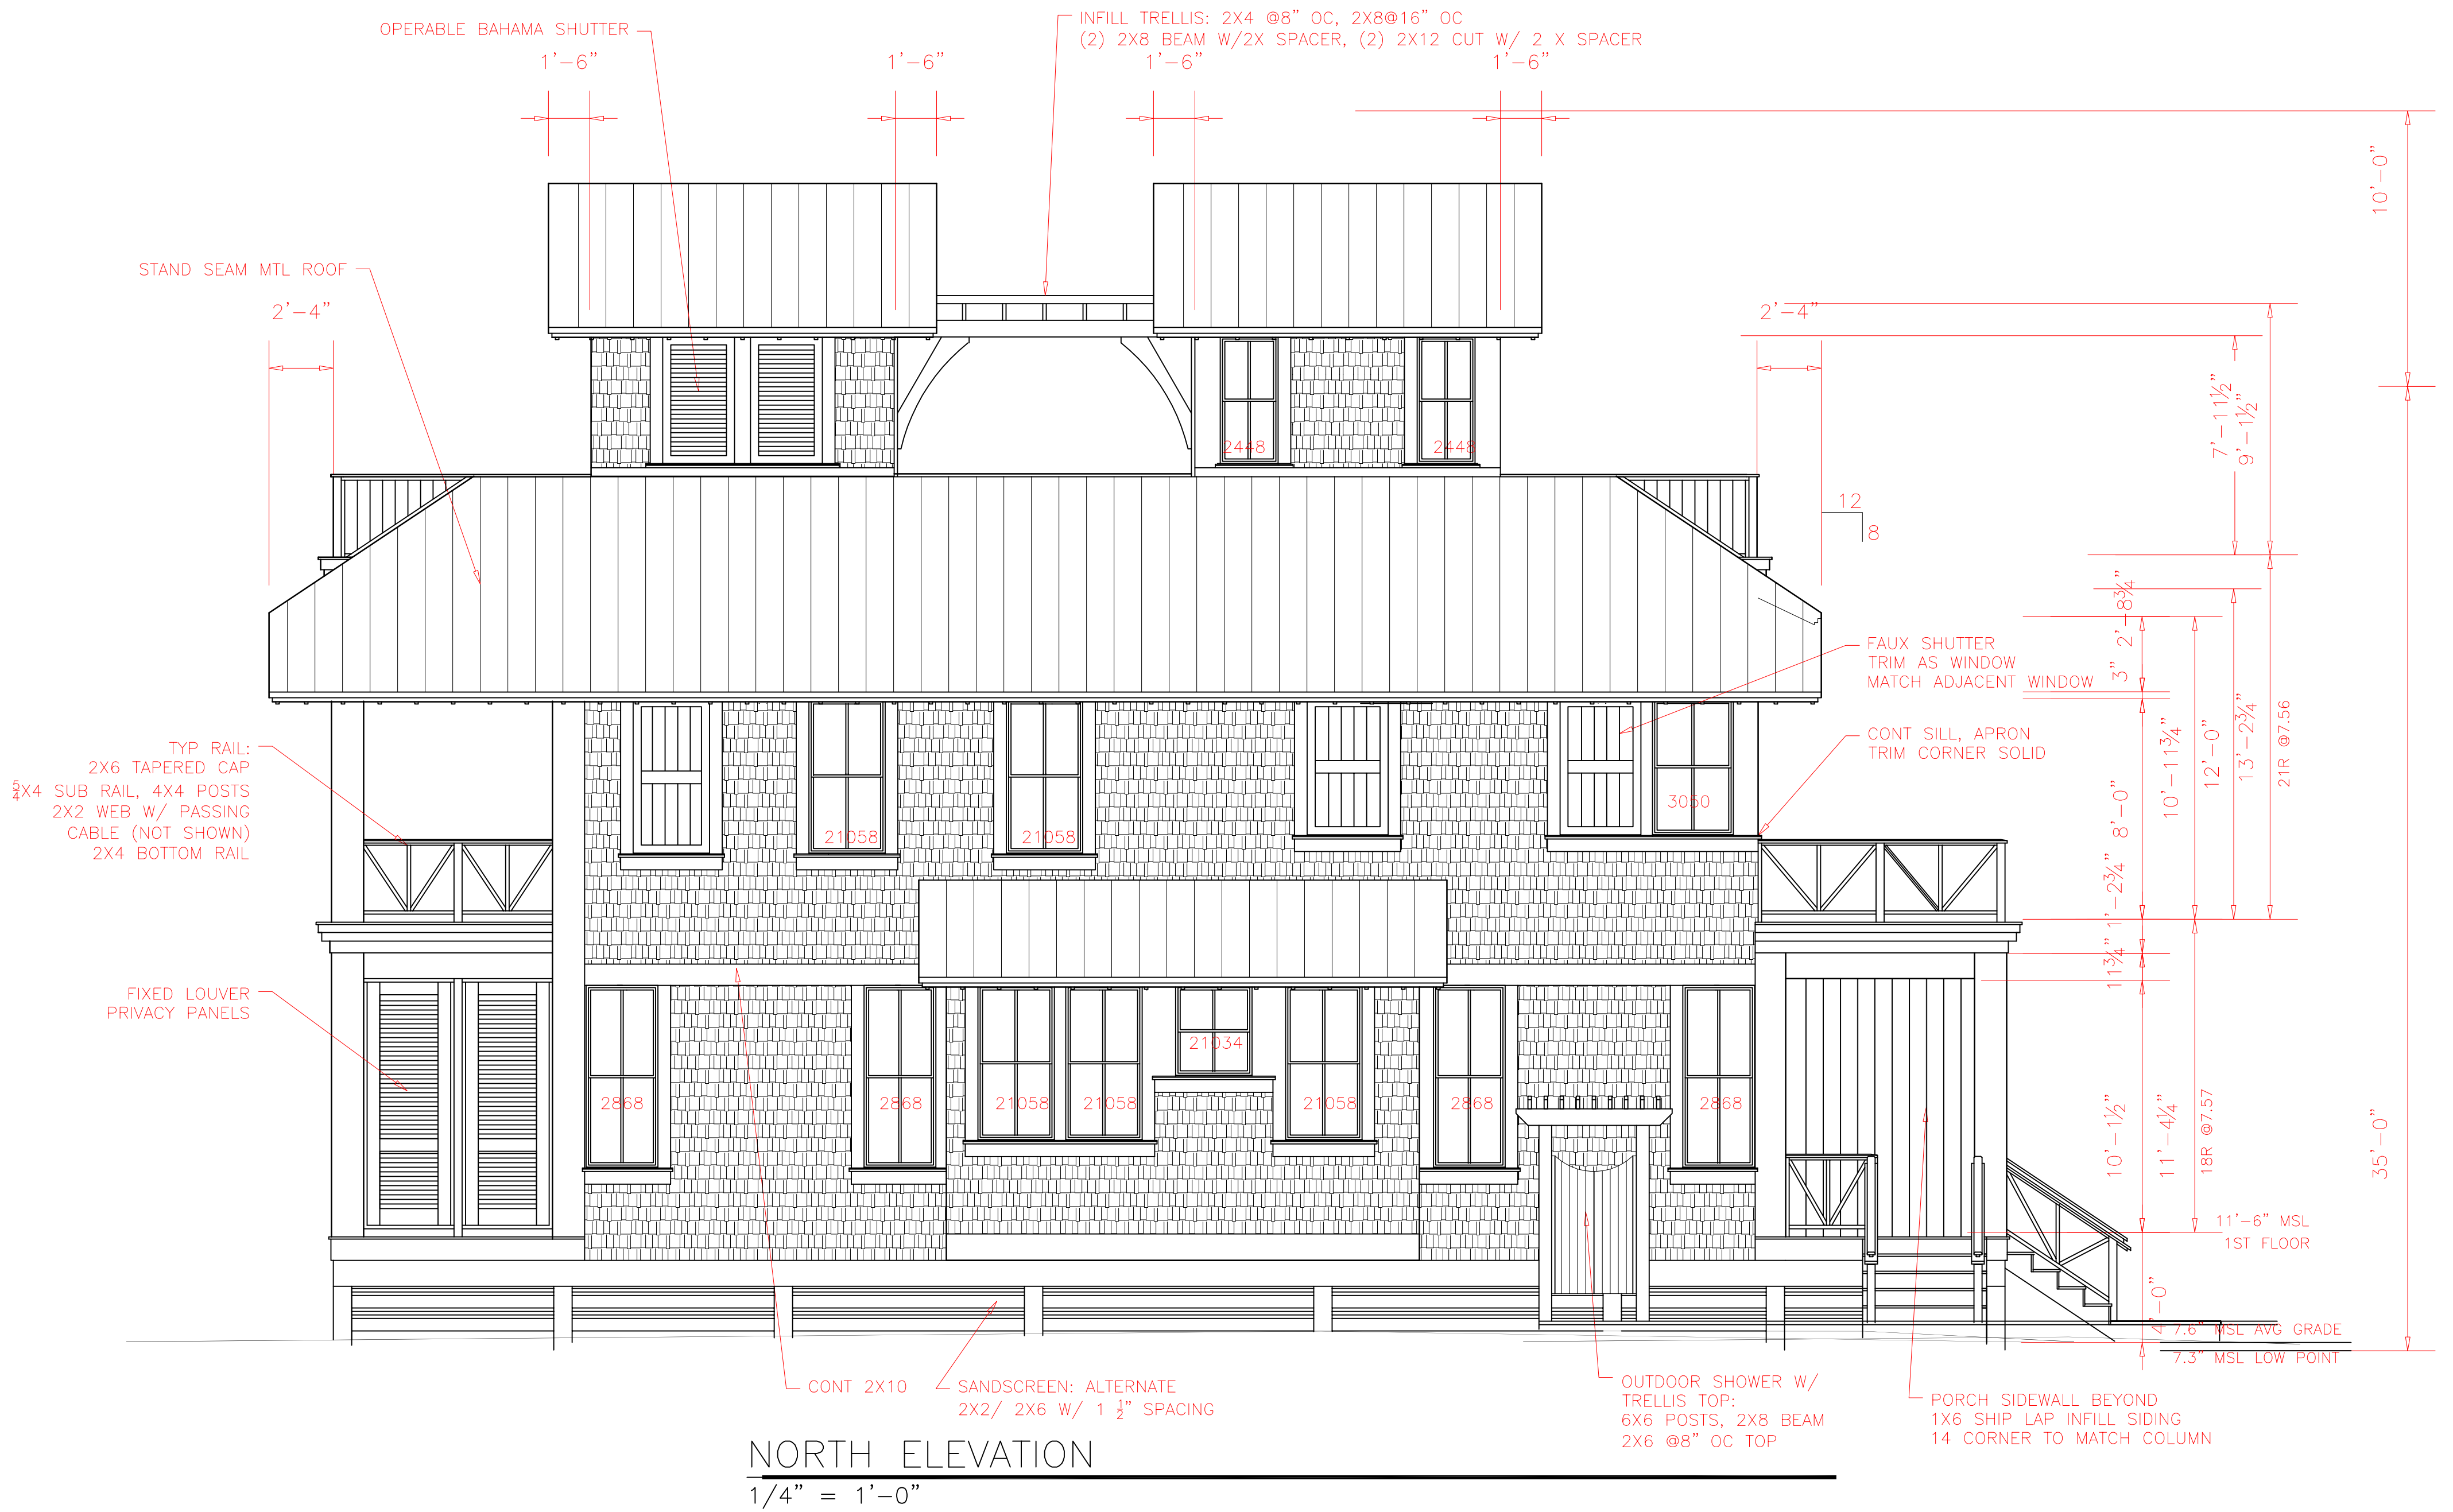 OPERABLE BAHAMA SHUTTER
INFILL TRELLIS: 2X4 @8” OC, 2X8@16” OC
(2) 2X8 BEAM W/2X SPACER, (2) 2X12 CUT W/ 2 X SPACER
1’-6”
1’-6”
1’-6”
1’-6”
10’-0”
STAND SEAM MTL ROOF
2’-4”
2’-4”
7’-11½”
9’-1½”
2448
2448
12
8
2’-8¾”
3”
FAUX SHUTTER
TRIM AS WINDOW
MATCH ADJACENT WINDOW
CONT SILL, APRON
TRIM CORNER SOLID
TYP RAIL:
2X6 TAPERED CAP
5/4X4 SUB RAIL, 4X4 POSTS
2X2 WEB W/ PASSING
CABLE (NOT SHOWN)
2X4 BOTTOM RAIL
21058
21058
3050
8’-0”
10’-11¾”
12’-0”
13’-2¾”
21R @7.56
1’-2¾”
11¾”
FIXED LOUVER
PRIVACY PANELS
2868
2868
21058
21058
21034
21058
2868
2868
10’-1½”
11’-4¼”
18R @7.57
35’-0”
11’-6” MSL
1ST FLOOR
4’-0”
7.6” MSL AVG GRADE
7.3” MSL LOW POINT
CONT 2X10
SANDSCREEN: ALTERNATE
2X2/ 2X6 W/ 1 ½” SPACING
OUTDOOR SHOWER W/
TRELLIS TOP:
6X6 POSTS, 2X8 BEAM
2X6 @8” OC TOP
PORCH SIDEWALL BEYOND
1X6 SHIP LAP INFILL SIDING
14 CORNER TO MATCH COLUMN
NORTH ELEVATION
1/4” = 1’-0”